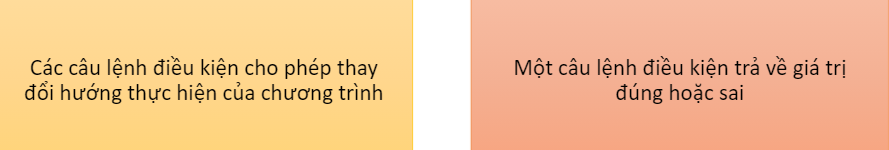 Các câu lệnh điều kiện cho phép thay
đổi hướng thực hiện của chương trình
Một câu lệnh điều kiện trả về giá trị
đúng hoặc sai